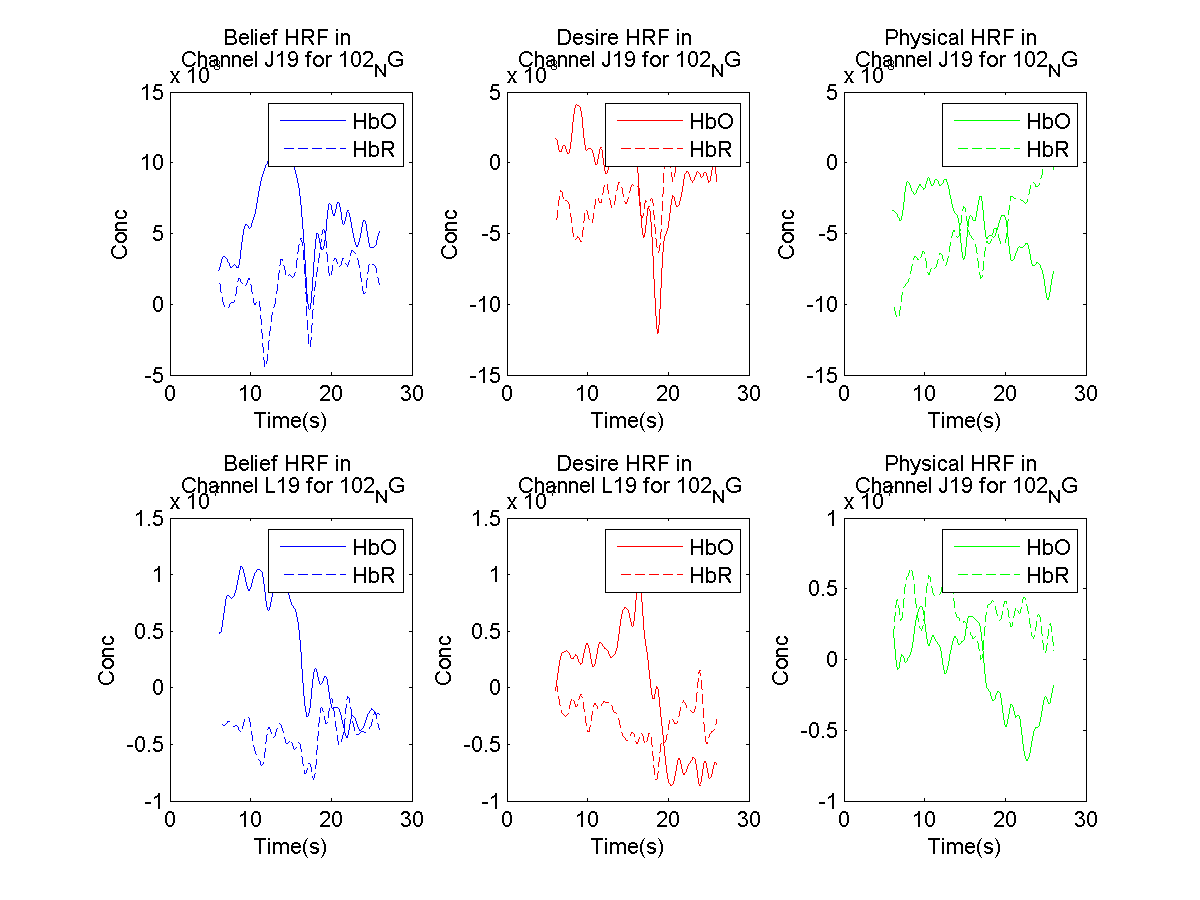 Belief HRF in
Channel J19 for 102NG
x 10
15
10
5
0
-5
Conc
HbO
HbR
0 10 20 30
Time(s)
Desire HRF in
Channel J19 for 102NG
x 10
5
0
-5
-10
-15
Conc
HbO
HbR
0 10 20 30
Time(s)
Physical HRF in
Channel J19 for 102NG
x 10
5
0
-5
-10
-15
Conc
HbO
HbR
0 10 20 30
Time(s)
Belief HRF in
Channel L19 for 102NG
x 10
1.5
1
0.5
0
-0.5
-1
Conc
HbO
HbR
0 10 20 30
Time(s)
Desire HRF in
Channel L19 for 102NG
x 10
1.5
1
0.5
0
-0.5
-1
Conc
HbO
HbR
0 10 20 30
Time(s)
Physical HRF in
Channel J19 for 102NG
x 10
1
0.5
0
-0.5
-1
Conc
HbO
HbR
0 10 20 30
Time(s)